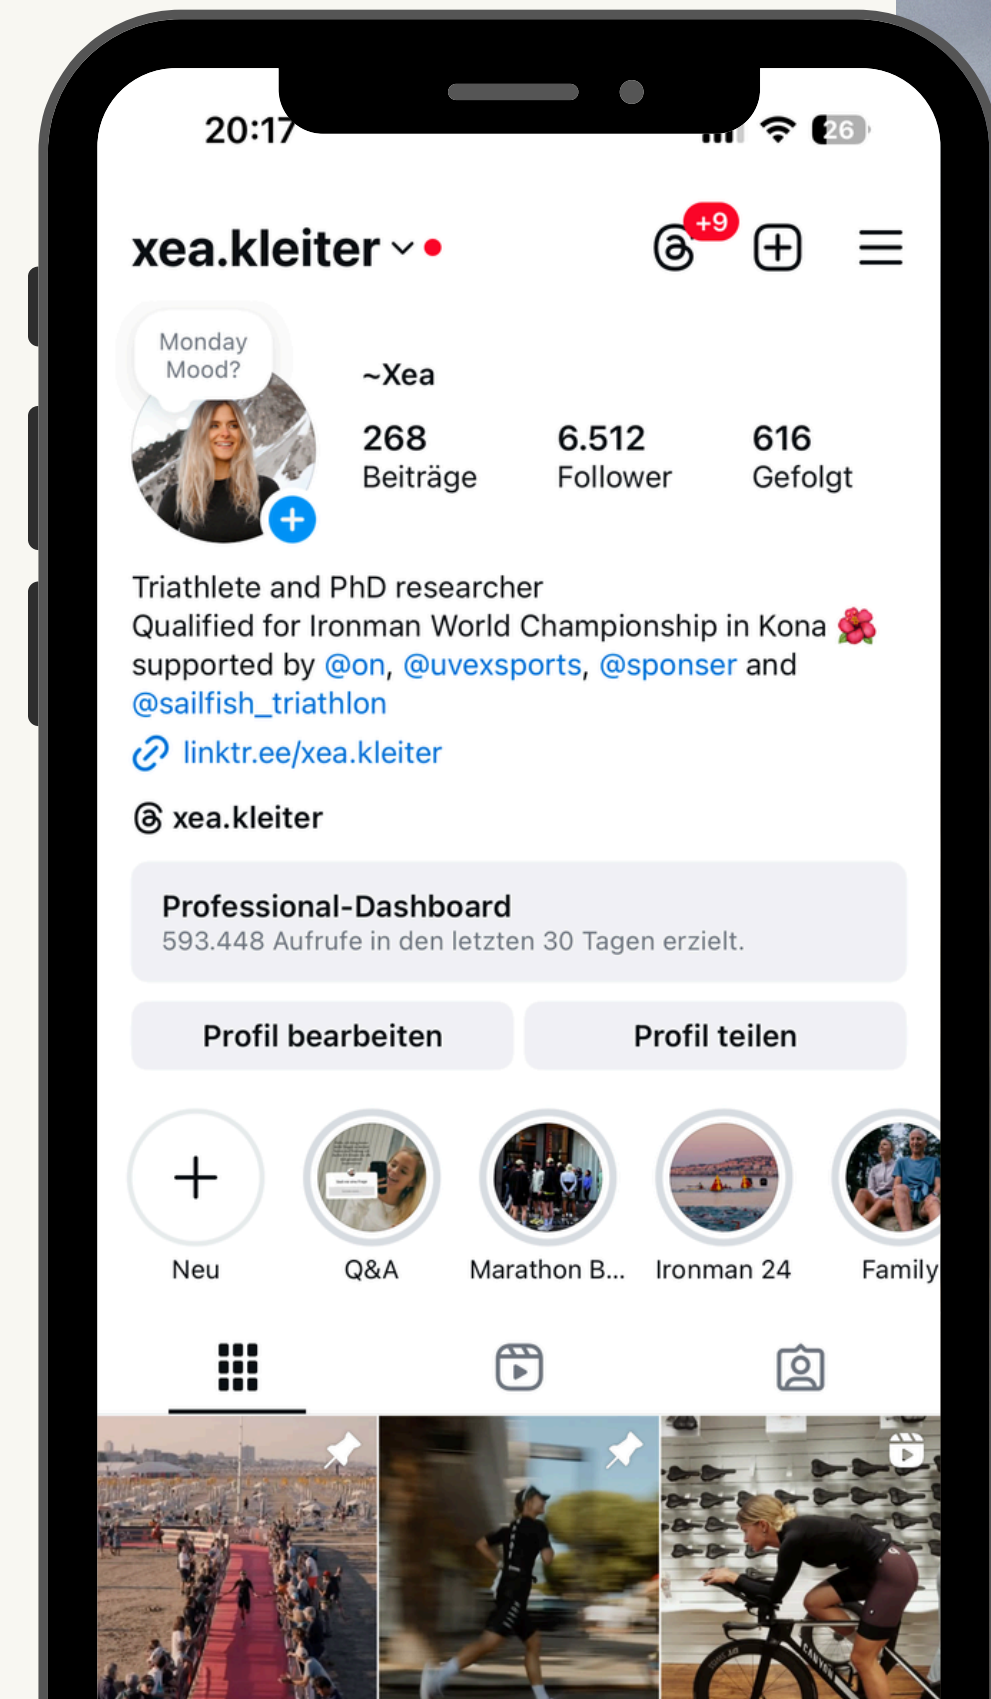 20:17
26
xea.kleiter
+9
Monday
Mood?
~Xea
268
6.512
616
Beiträge
Follower
Gefolgt
Triathlete and PhD researcher
Qualified for Ironman World Championship in Kona 🌺
supported by @on, @uvexsports, @sponser and
@sailfish_triathlon
linktr.ee/xea.kleiter
xea.kleiter
Professional-Dashboard
593.448 Aufrufe in den letzten 30 Tagen erzielt.
Profil bearbeiten
Profil teilen
Neu
Q&A
Marathon B...
Ironman 24
Family
CANYON